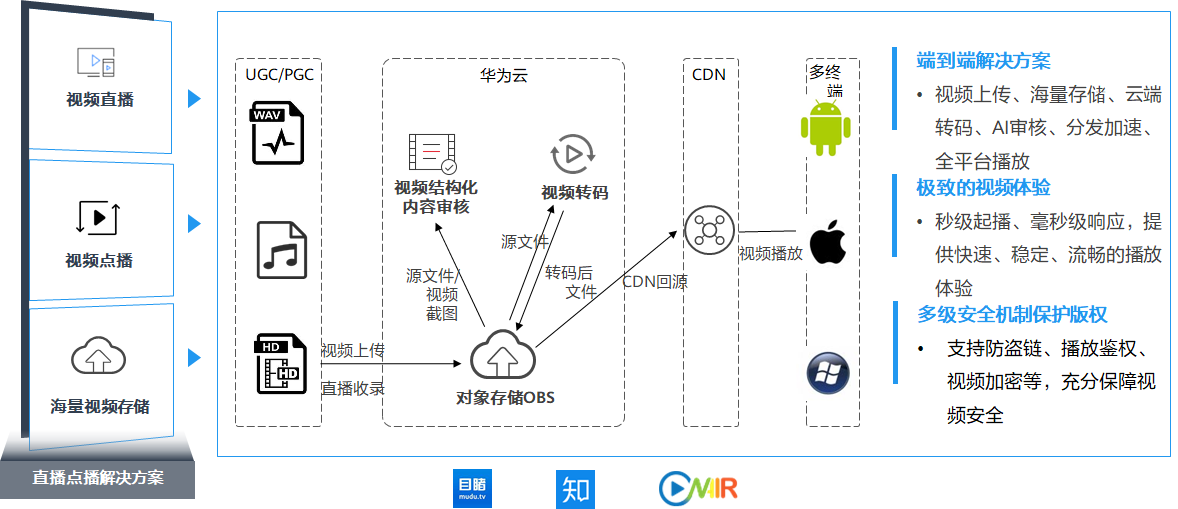 视频直播
视频点播
海量视频存储
直播点播解决方案
UGC/PGC
WAV
HD
HD
视频上传
直播收录
华为云
视频结构化
内容审核
视频转码
源文件/
视频
截图
源文件
转码后
文件
对象存储OBS
CDN回源
CDN
视频播放
多终
端
端到端解决方案
• 视频上传、海量存储、云端
转码、AI审核、分发加速、
全平台播放
极致的视频体验
• 秒级起播、毫秒级响应，提
供快速、稳定、流畅的播放
体验
多级安全机制保护版权
• 支持防盗链、播放鉴权、
视频加密等，充分保障视
频安全
目睹
mudu.tv
知